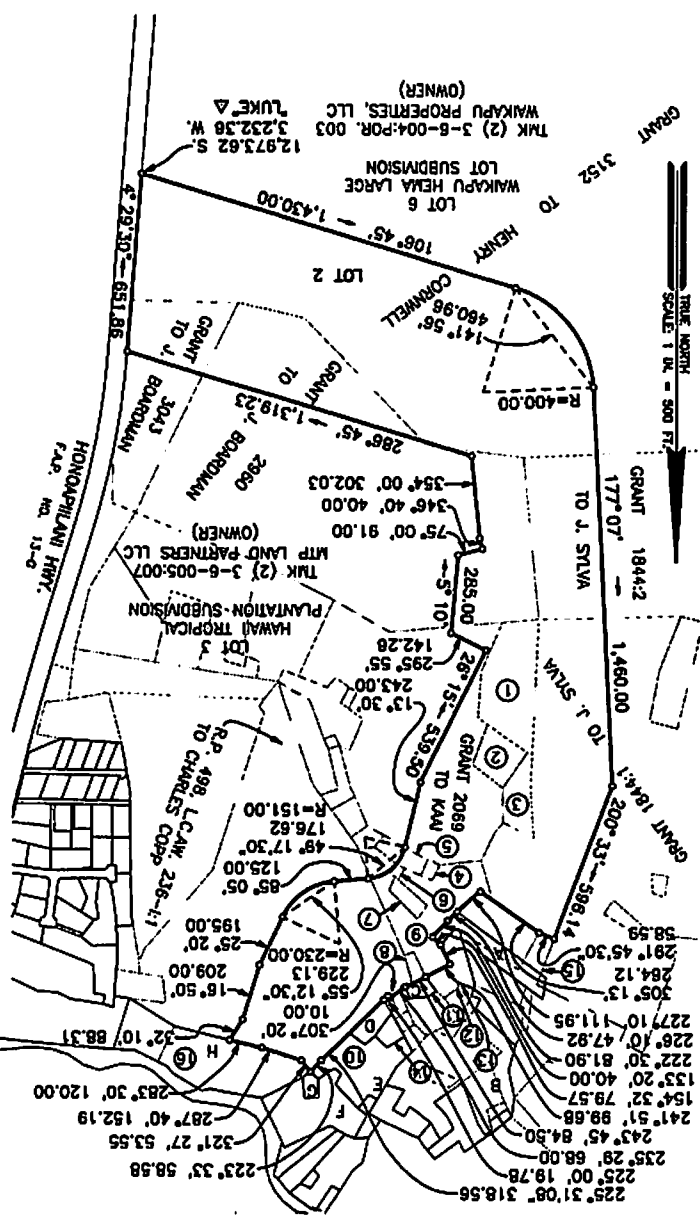 TRUE NORTH
SCALE: 1 IN. = 500 FT.
12,973.62 S.
3,232.38 W.
"LUKE" △
TMK (2) 3-6-004:POR. 003
WAIKAPU PROPERTIES, LLC
(OWNER)
LOT 6
WAIKAPU HEMA LARGE
LOT SUBDIVISION
GRANT 3152 TO HENRY CORNWELL
106° 45' → 1,430.00
4° 29' 30" ← 651.86
LOT 2
141° 56'
460.96
R=400.00
GRANT 3043 TO J. BOARDMAN
GRANT 2960 TO J. BOARDMAN
286° 45' ← 1,319.23
354° 00' 302.03
346° 40' 40.00
75° 00' 91.00
285.00
← 5° 10'
295° 55'
142.28
26° 15' ← 539.50
13° 30'
243.00
GRANT 1844:2 TO J. SYLVA
177° 07' → 1,460.00
GRANT 1844:1 TO J. SYLVA
200° 33' → 596.14
HONOAPIILANI HWY.
F.A.P. NO. 13-G
LOT 3
HAWAII TROPICAL
PLANTATION SUBDIVISION
TMK (2) 3-6-005:007
MTP LAND PARTNERS LLC
(OWNER)
GRANT 2069 TO KAAI
R.P. 498, L.C.AW. 236-I:1
TO CHARLES COPP
49° 17' 30"
176.62
R=151.00
85° 05'
125.00
55° 12' 30"
229.13
R=230.00
25° 20'
195.00
16° 50'
209.00
307° 20'
10.00
32° 10' 88.31
283° 30' 120.00
287° 40' 152.19
321° 27' 53.55
223° 33' 58.58
225° 31' 08" 318.56
225° 00' 19.78
235° 29' 68.00
243° 45' 84.50
241° 51' 99.68
154° 32' 79.57
133° 20' 40.00
222° 30' 81.90
226° 10' 47.92
227° 10' 111.95
305° 13'
264.12
291° 45' 30"
58.59
1
2
3
4
5
6
7
8
9
10
11
12
13
14
15
16
B
C
D
E
F
G
H